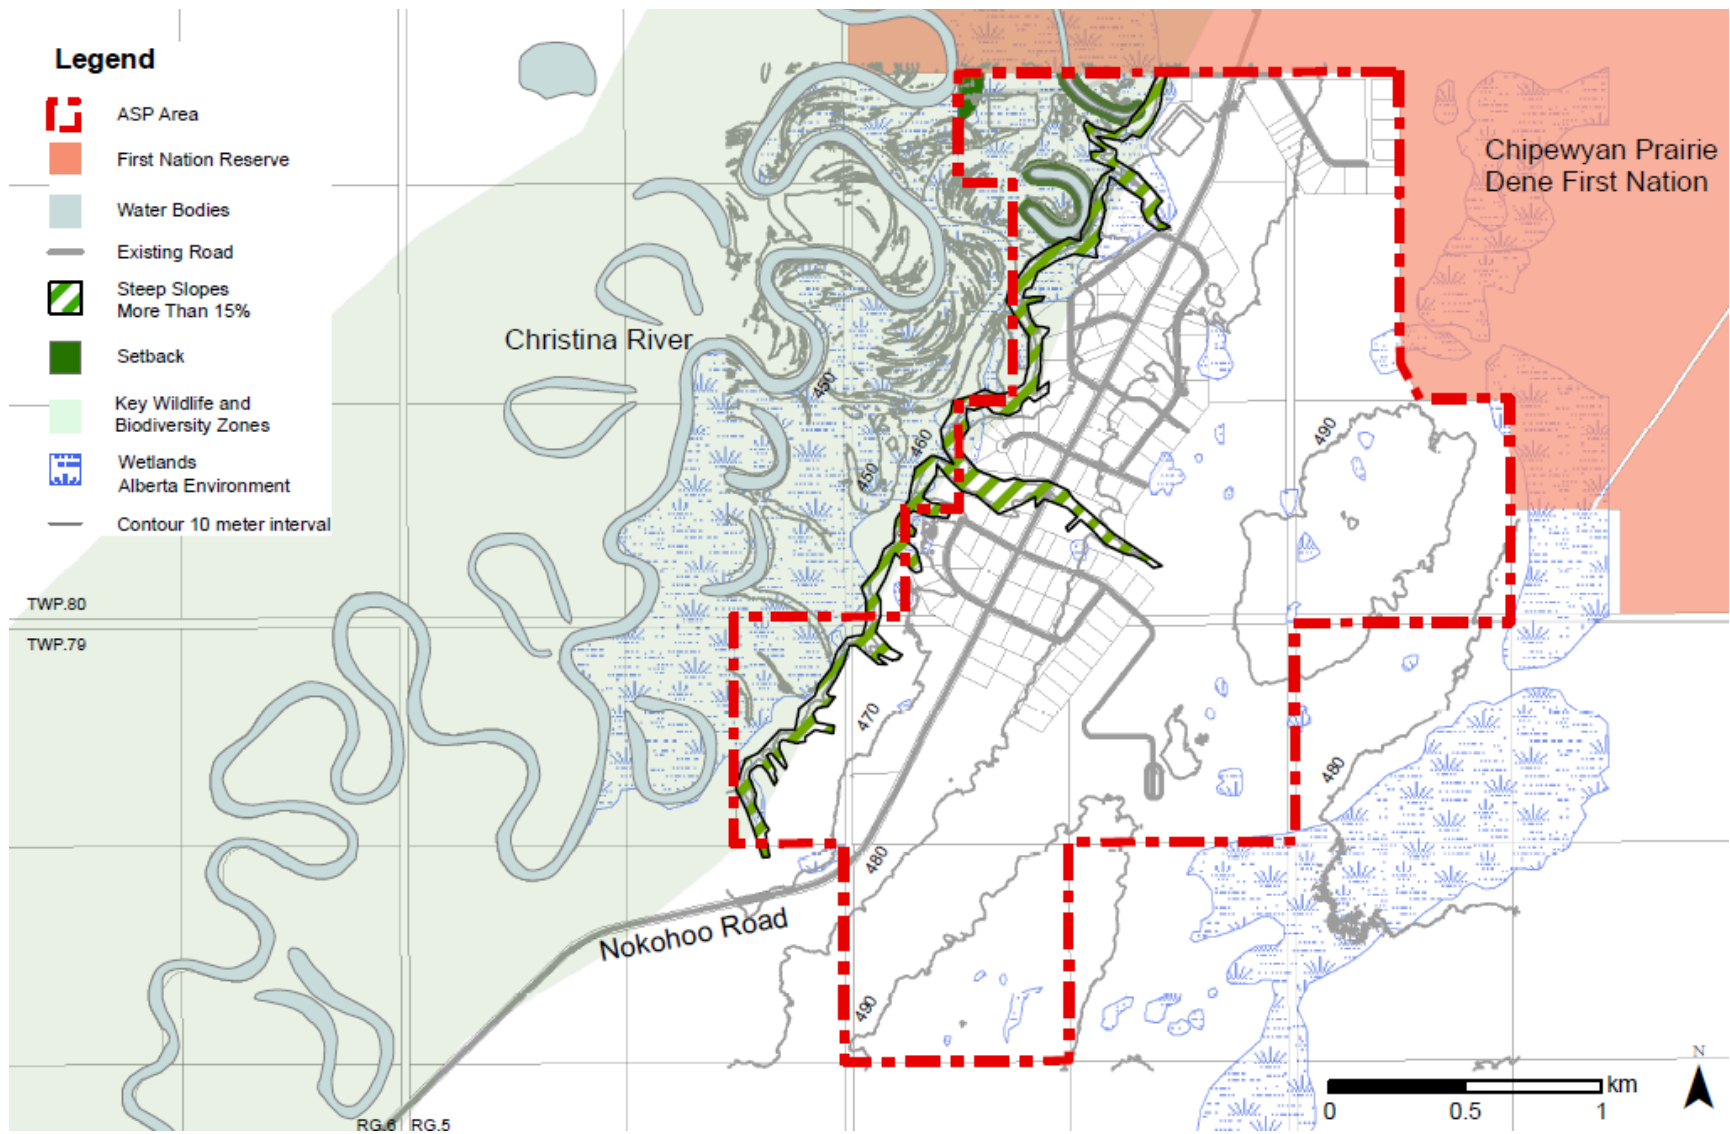 Legend
ASP Area
First Nation Reserve
Water Bodies
Existing Road
Steep Slopes
More Than 15%
Setback
Key Wildlife and
Biodiversity Zones
Wetlands
Alberta Environment
Contour 10 meter interval
Chipewyan Prairie
Dene First Nation
Christina River
450
460
450
490
TWP.80
TWP.79
470
480
480
Nokohoo Road
490
RG.6
RG.5
N
km
0
0.5
1